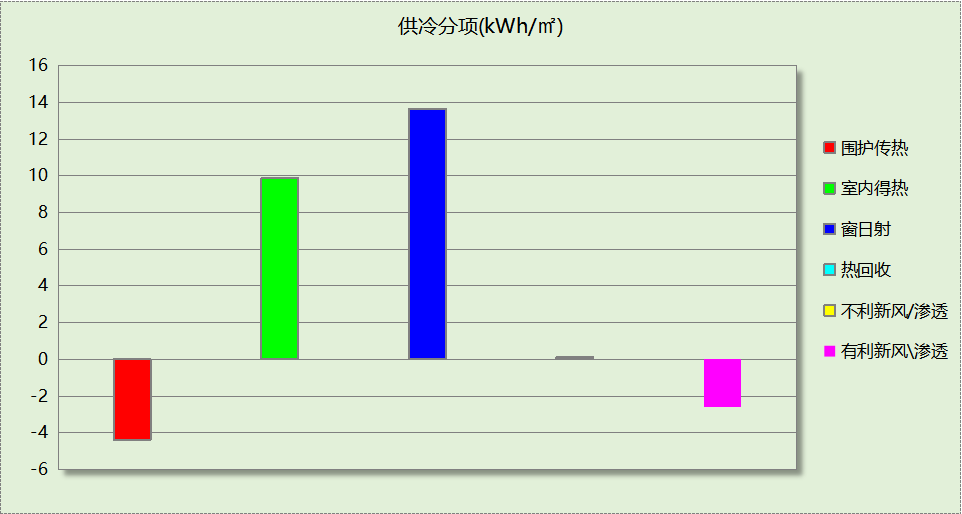 供冷分项(kWh/㎡)
16
14
12
10
8
6
4
2
0
-2
-4
-6
围护传热
室内得热
窗日射
热回收
不利新风/渗透
有利新风\渗透